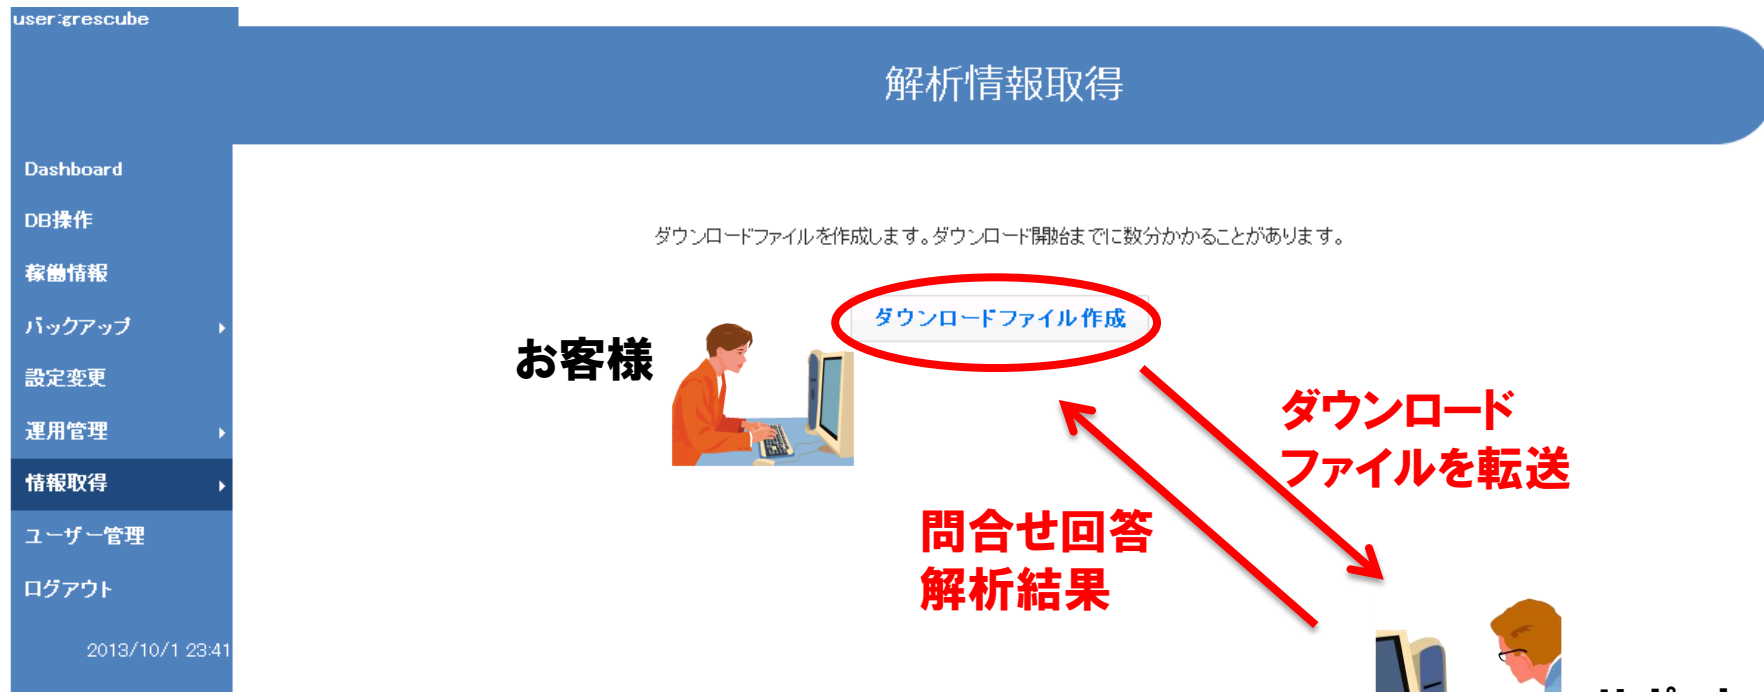 user:grescube
解析情報取得
Dashboard
DB操作
稼働情報
バックアップ
設定変更
運用管理
情報取得
ユーザー管理
ログアウト
2013/10/1 23:41
ダウンロードファイルを作成します。ダウンロード開始までに数分かかることがあります。
ダウンロードファイル作成
お客様
ダウンロード
ファイルを転送
問合せ回答
解析結果